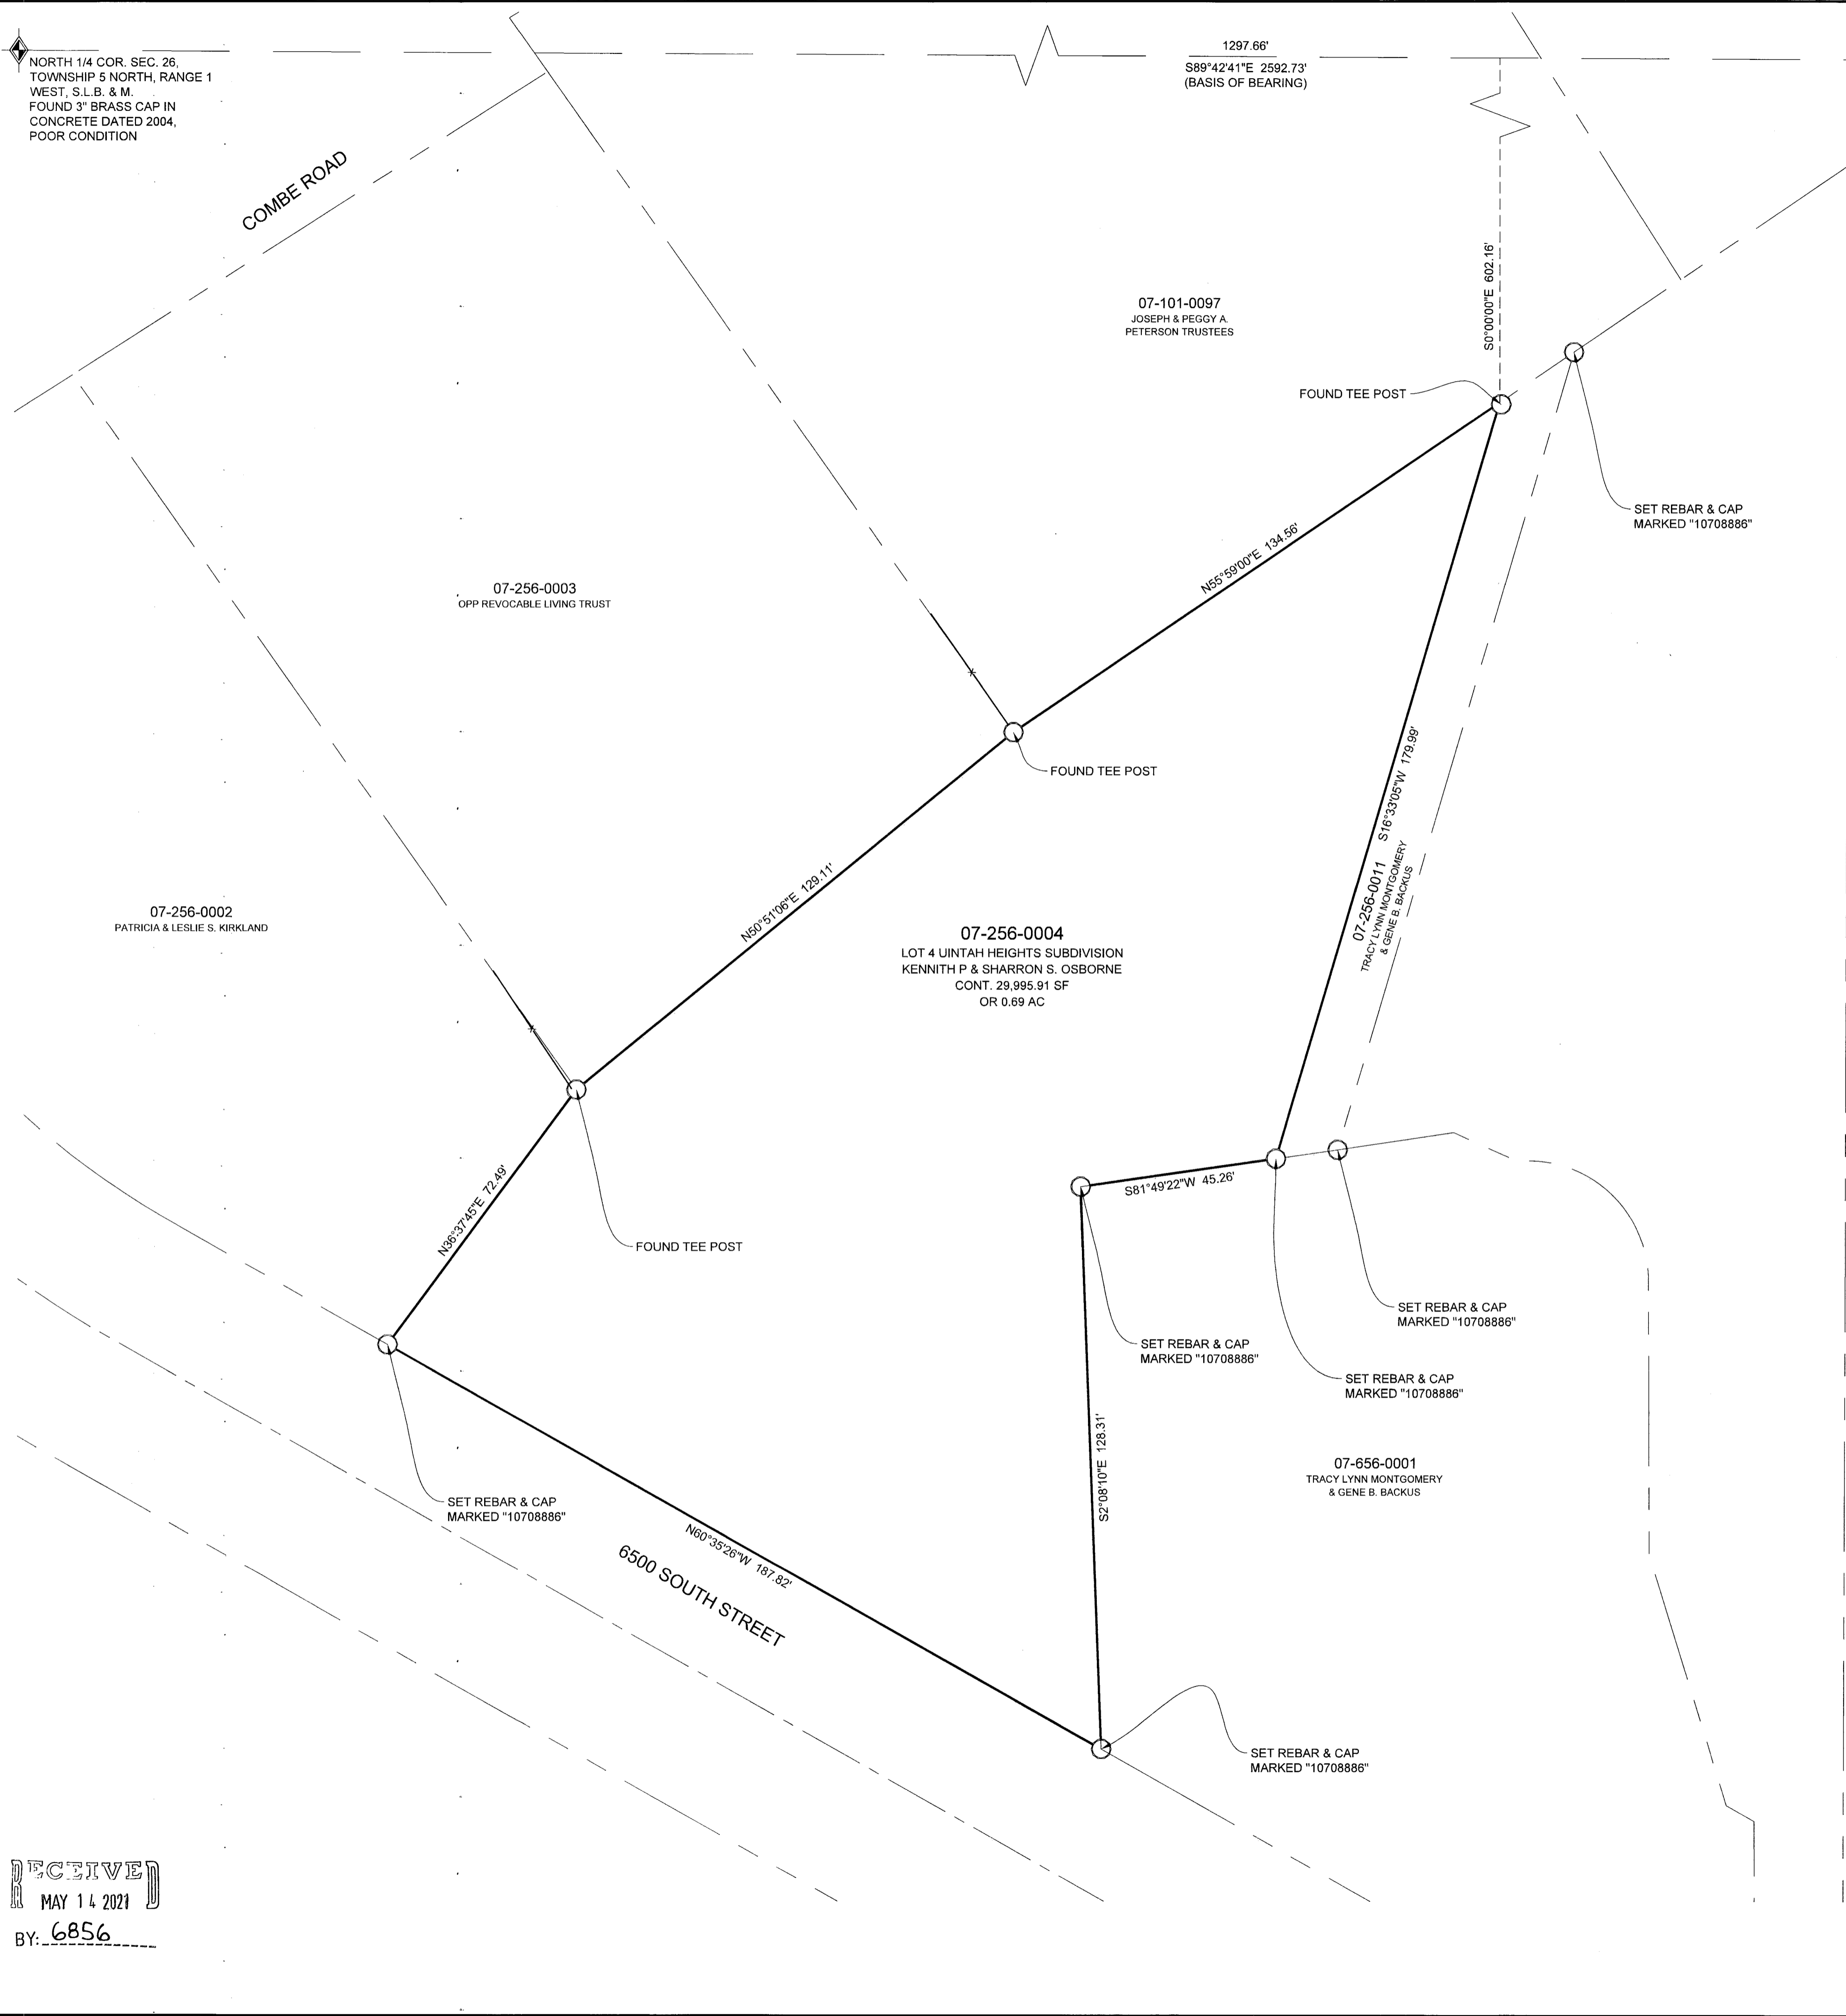 1297.66'
S89°42'41"E 2592.73'
(BASIS OF BEARING)
NORTH 1/4 COR. SEC. 26,
TOWNSHIP 5 NORTH, RANGE 1
WEST, S.L.B. & M.
FOUND 3" BRASS CAP IN
CONCRETE DATED 2004,
POOR CONDITION
COMBE ROAD
S0°00'00"E 602.16'
07-101-0097
JOSEPH & PEGGY A.
PETERSON TRUSTEES
FOUND TEE POST
SET REBAR & CAP
MARKED "10708886"
N55°59'00"E 134.56'
07-256-0003
OPP REVOCABLE LIVING TRUST
FOUND TEE POST
S16°33'05"W 179.99'
07-256-0011
TRACY LYNN MONTGOMERY
& GENE B. BACKUS
N50°51'06"E 129.11'
07-256-0002
PATRICIA & LESLIE S. KIRKLAND
07-256-0004
LOT 4 UINTAH HEIGHTS SUBDIVISION
KENNITH P & SHARRON S. OSBORNE
CONT. 29,995.91 SF
OR 0.69 AC
N36°37'45"E 72.49'
S81°49'22"W 45.26'
FOUND TEE POST
SET REBAR & CAP
MARKED "10708886"
SET REBAR & CAP
MARKED "10708886"
SET REBAR & CAP
MARKED "10708886"
S2°08'10"E 128.31'
07-656-0001
TRACY LYNN MONTGOMERY
& GENE B. BACKUS
SET REBAR & CAP
MARKED "10708886"
N60°35'26"W 187.82'
6500 SOUTH STREET
SET REBAR & CAP
MARKED "10708886"
RECEIVED
MAY 14 2021
BY: 6856